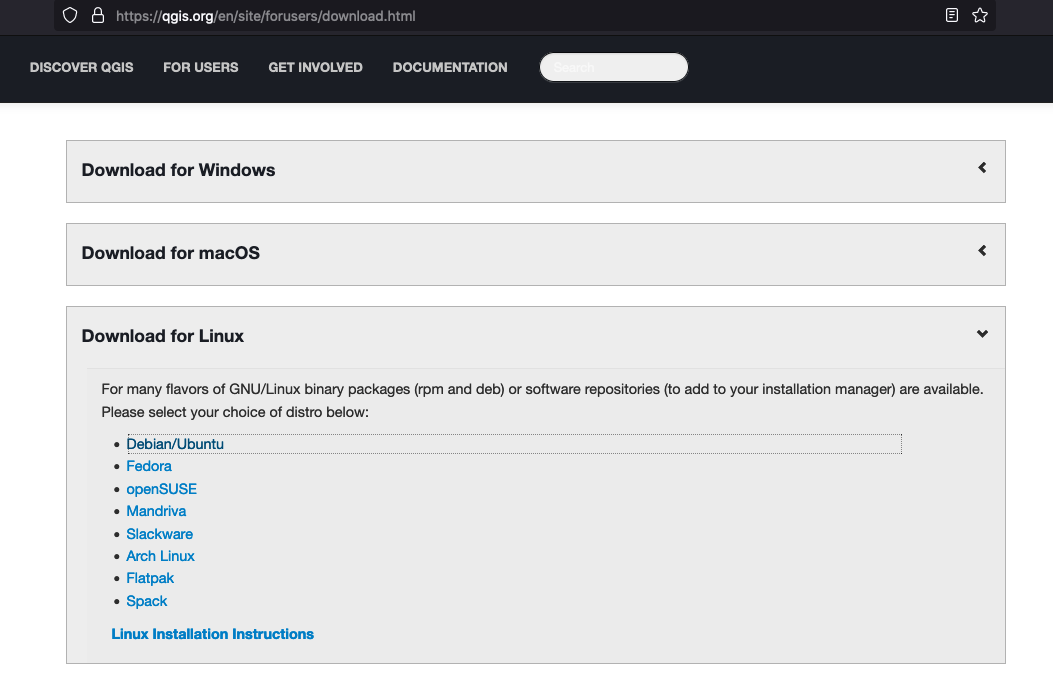 https://qgis.org/en/site/forusers/download.html
DISCOVER QGIS FOR USERS GET INVOLVED DOCUMENTATION Search
Download for Windows
Download for macOS
Download for Linux
For many flavors of GNU/Linux binary packages (rpm and deb) or software repositories (to add to your installation manager) are available.
Please select your choice of distro below:
• Debian/Ubuntu
• Fedora
• openSUSE
• Mandriva
• Slackware
• Arch Linux
• Flatpak
• Spack
Linux Installation Instructions